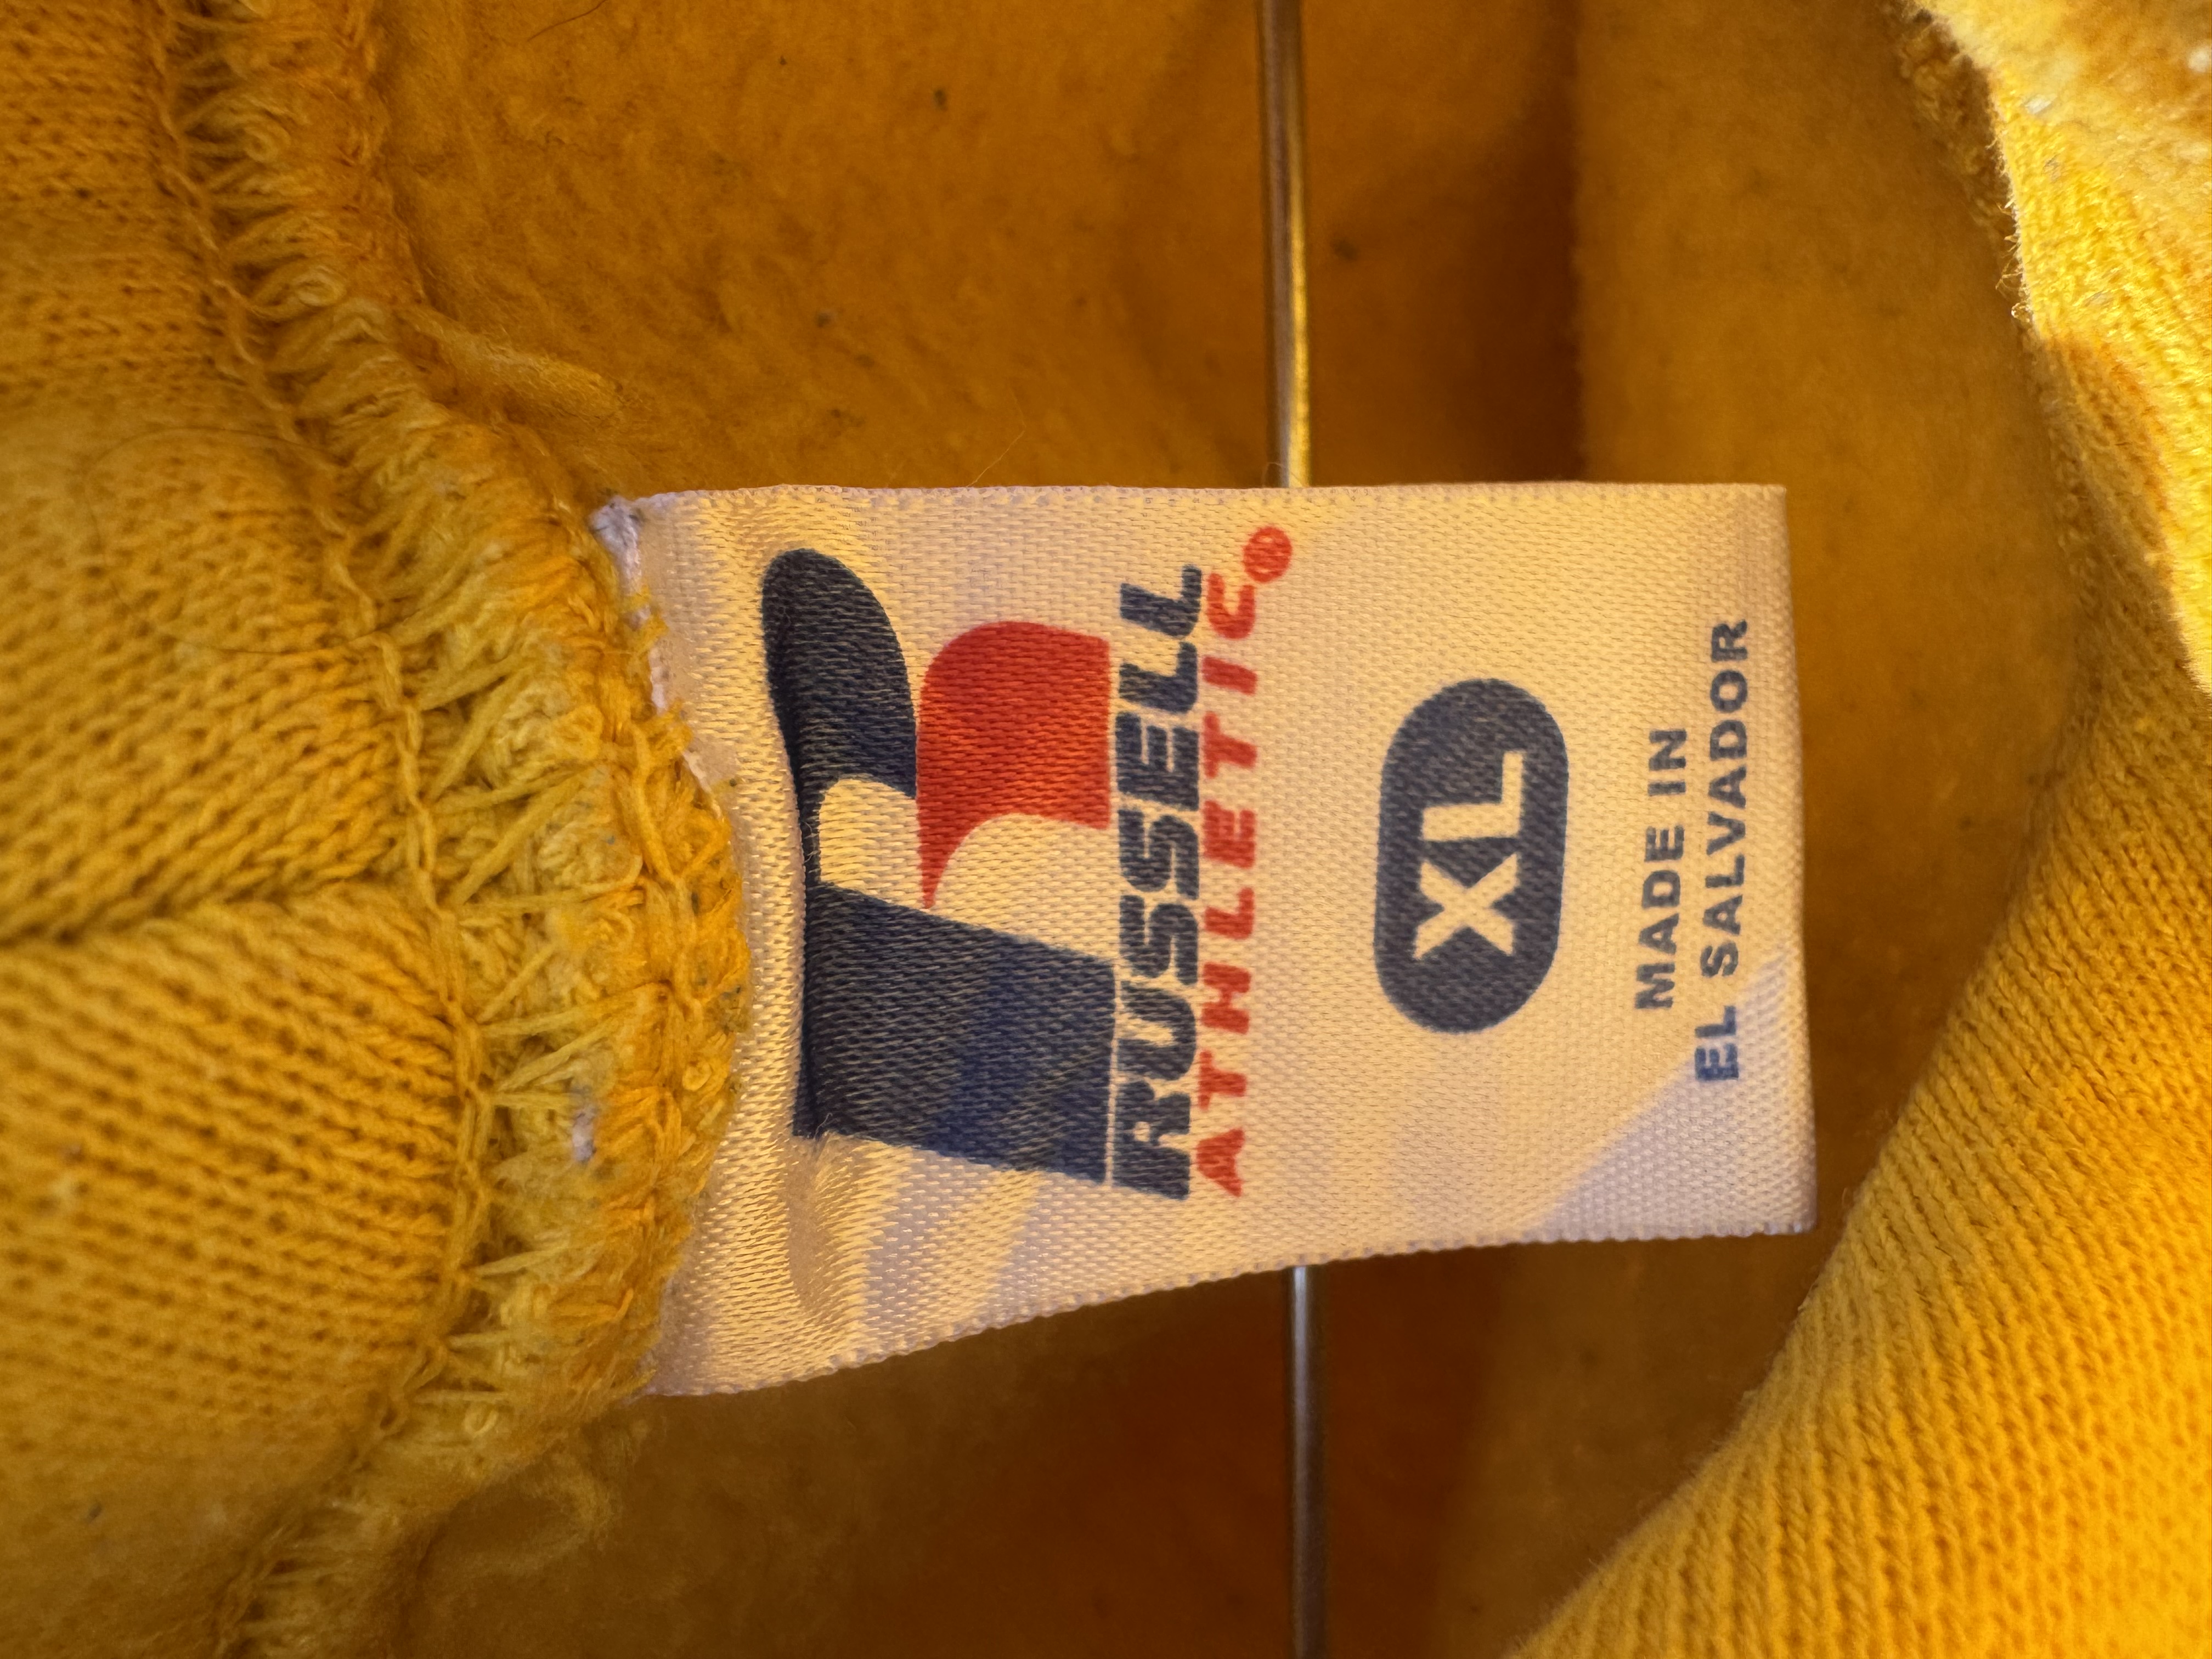 RUSSELL
ATHLETIC®
XL
MADE IN
EL SALVADOR